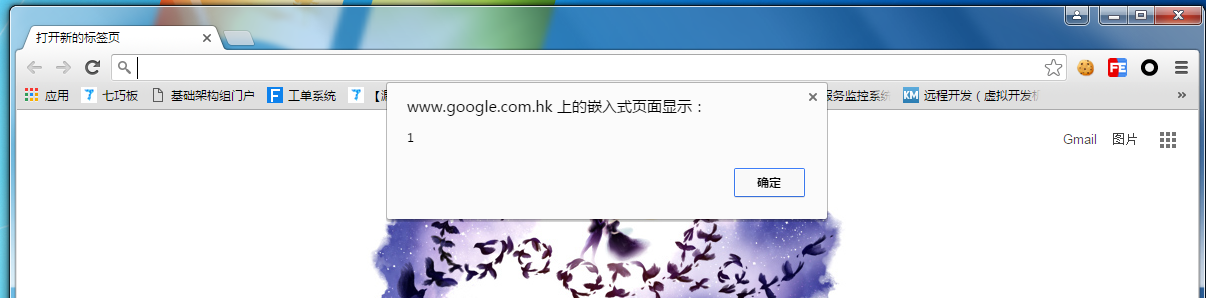 打开新的标签页
应用 七巧板 基础架构组门户 工单系统 服务监控系统 远程开发（虚拟开发机
www.google.com.hk 上的嵌入式页面显示：
1
确定
Gmail 图片